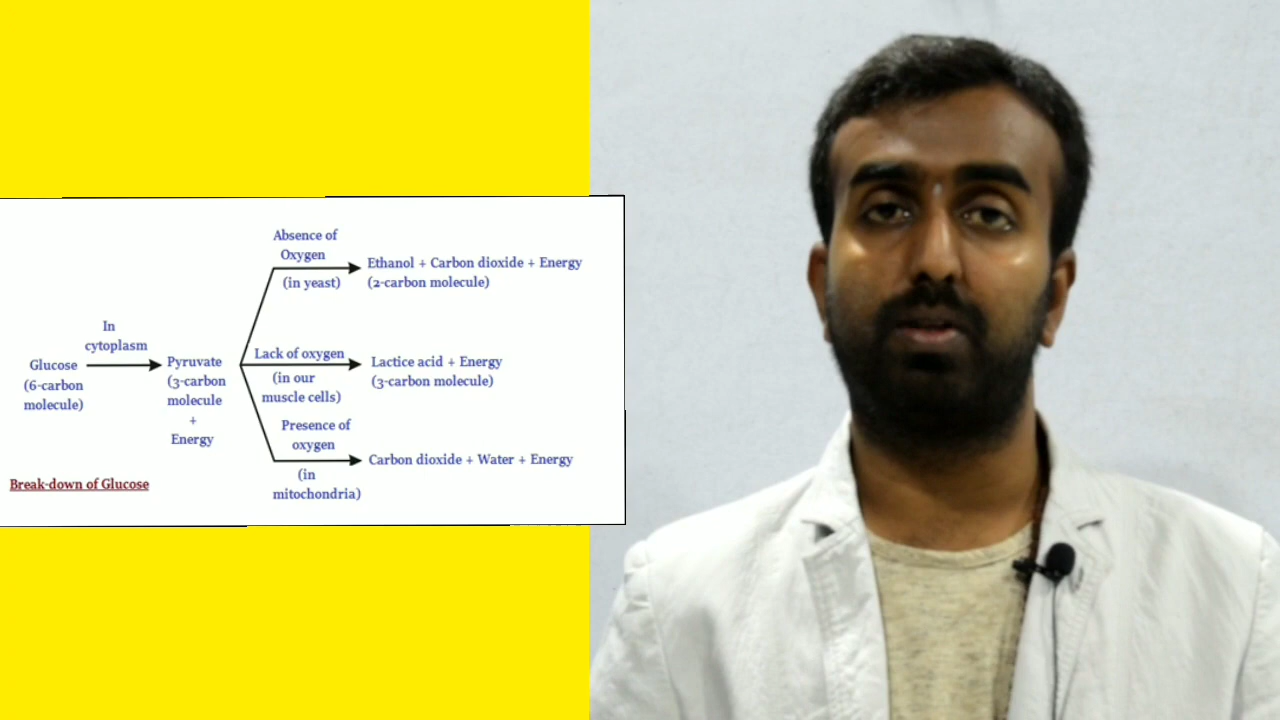 Absence of
Oxygen
(in yeast)
Ethanol + Carbon dioxide + Energy
(2-carbon molecule)
In
cytoplasm
Glucose
(6-carbon
molecule)
Pyruvate
(3-carbon
molecule
+
Energy
Lack of oxygen
(in our
muscle cells)
Lactice acid + Energy
(3-carbon molecule)
Presence of
oxygen
(in
mitochondria)
Carbon dioxide + Water + Energy
Break-down of Glucose